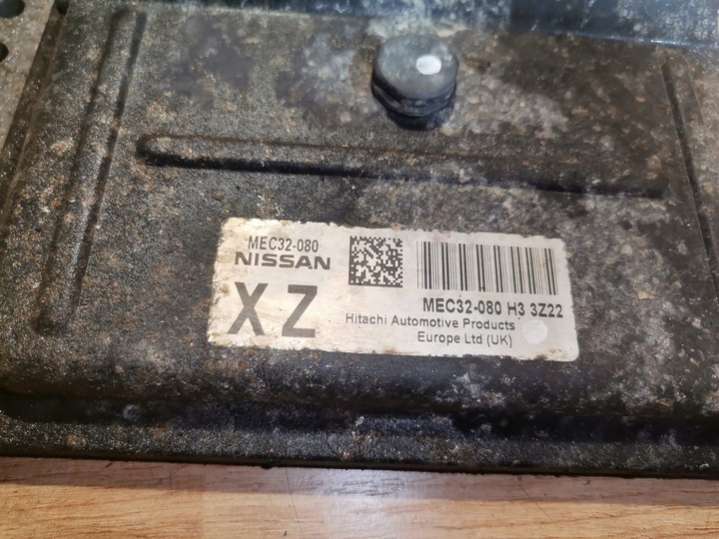 MEC32-080
NISSAN
XZ
MEC32-080 H3 3Z22
Hitachi Automotive Products
Europe Ltd (UK)